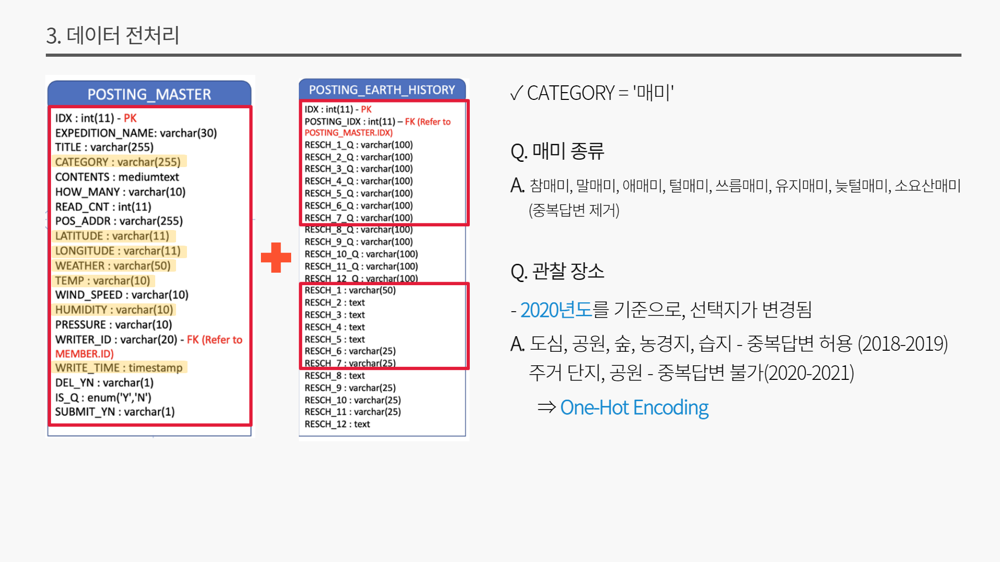 3. 데이터 전처리
POSTING_MASTER
IDX : int(11) - PK
EXPEDITION_NAME: varchar(30)
TITLE : varchar(255)
CATEGORY : varchar(255)
CONTENTS : mediumtext
HOW_MANY : varchar(10)
READ_CNT : int(11)
POS_ADDR : varchar(255)
LATITUDE : varchar(11)
LONGITUDE : varchar(11)
WEATHER : varchar(50)
TEMP : varchar(10)
WIND_SPEED : varchar(10)
HUMIDITY : varchar(10)
PRESSURE : varchar(10)
WRITER_ID : varchar(20) - FK (Refer to
MEMBER.ID)
WRITE_TIME : timestamp
DEL_YN : varchar(1)
IS_Q : enum('Y','N')
SUBMIT_YN : varchar(1)
POSTING_EARTH_HISTORY
IDX : int(11) - PK
POSTING_IDX : int(11) – FK (Refer to
POSTING_MASTER.IDX)
RESCH_1_Q : varchar(100)
RESCH_2_Q : varchar(100)
RESCH_3_Q : varchar(100)
RESCH_4_Q : varchar(100)
RESCH_5_Q : varchar(100)
RESCH_6_Q : varchar(100)
RESCH_7_Q : varchar(100)
RESCH_8_Q : varchar(100)
RESCH_9_Q : varchar(100)
RESCH_10_Q : varchar(100)
RESCH_11_Q : varchar(100)
RESCH_12_Q : varchar(100)
RESCH_1 : varchar(50)
RESCH_2 : text
RESCH_3 : text
RESCH_4 : text
RESCH_5 : text
RESCH_6 : varchar(25)
RESCH_7 : varchar(25)
RESCH_8 : text
RESCH_9 : varchar(25)
RESCH_10 : varchar(25)
RESCH_11 : varchar(25)
RESCH_12 : text
✓ CATEGORY = '매미'
Q. 매미 종류
A. 참매미, 말매미, 애매미, 털매미, 쓰름매미, 유지매미, 늦털매미, 소요산매미
(중복답변 제거)
Q. 관찰 장소
- 2020년도를 기준으로, 선택지가 변경됨
A. 도심, 공원, 숲, 농경지, 습지 - 중복답변 허용 (2018-2019)
주거 단지, 공원 - 중복답변 불가(2020-2021)
⇒ One-Hot Encoding